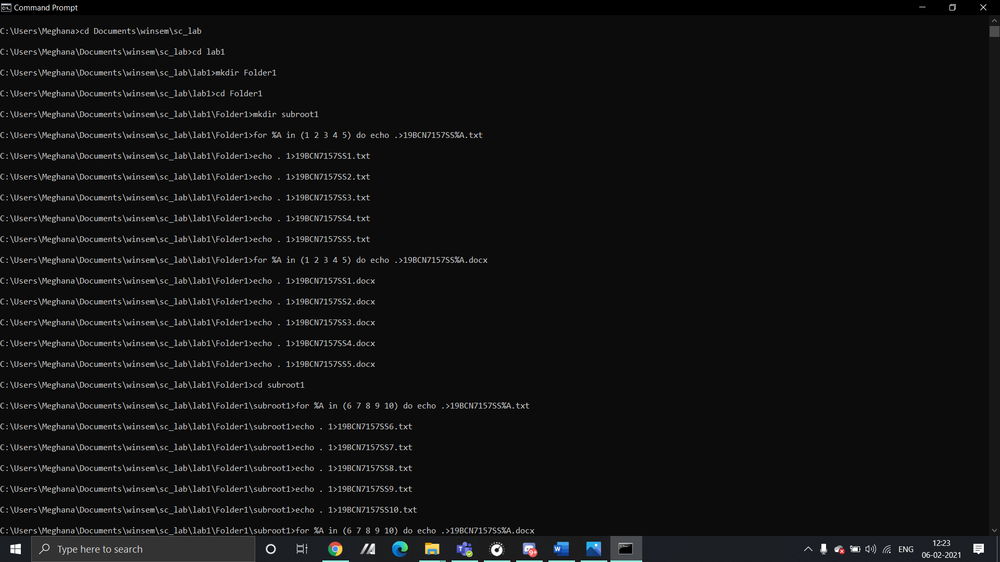 Command Prompt
C:\Users\Meghana>cd Documents\winsem\sc_lab
C:\Users\Meghana\Documents\winsem\sc_lab>cd lab1
C:\Users\Meghana\Documents\winsem\sc_lab\lab1>mkdir Folder1
C:\Users\Meghana\Documents\winsem\sc_lab\lab1>cd Folder1
C:\Users\Meghana\Documents\winsem\sc_lab\lab1\Folder1>mkdir subroot1
C:\Users\Meghana\Documents\winsem\sc_lab\lab1\Folder1>for %A in (1 2 3 4 5) do echo .>19BCN7157SS%A.txt
C:\Users\Meghana\Documents\winsem\sc_lab\lab1\Folder1>echo . 1>19BCN7157SS1.txt
C:\Users\Meghana\Documents\winsem\sc_lab\lab1\Folder1>echo . 1>19BCN7157SS2.txt
C:\Users\Meghana\Documents\winsem\sc_lab\lab1\Folder1>echo . 1>19BCN7157SS3.txt
C:\Users\Meghana\Documents\winsem\sc_lab\lab1\Folder1>echo . 1>19BCN7157SS4.txt
C:\Users\Meghana\Documents\winsem\sc_lab\lab1\Folder1>echo . 1>19BCN7157SS5.txt
C:\Users\Meghana\Documents\winsem\sc_lab\lab1\Folder1>for %A in (1 2 3 4 5) do echo .>19BCN7157SS%A.docx
C:\Users\Meghana\Documents\winsem\sc_lab\lab1\Folder1>echo . 1>19BCN7157SS1.docx
C:\Users\Meghana\Documents\winsem\sc_lab\lab1\Folder1>echo . 1>19BCN7157SS2.docx
C:\Users\Meghana\Documents\winsem\sc_lab\lab1\Folder1>echo . 1>19BCN7157SS3.docx
C:\Users\Meghana\Documents\winsem\sc_lab\lab1\Folder1>echo . 1>19BCN7157SS4.docx
C:\Users\Meghana\Documents\winsem\sc_lab\lab1\Folder1>echo . 1>19BCN7157SS5.docx
C:\Users\Meghana\Documents\winsem\sc_lab\lab1\Folder1>cd subroot1
C:\Users\Meghana\Documents\winsem\sc_lab\lab1\Folder1\subroot1>for %A in (6 7 8 9 10) do echo .>19BCN7157SS%A.txt
C:\Users\Meghana\Documents\winsem\sc_lab\lab1\Folder1\subroot1>echo . 1>19BCN7157SS6.txt
C:\Users\Meghana\Documents\winsem\sc_lab\lab1\Folder1\subroot1>echo . 1>19BCN7157SS7.txt
C:\Users\Meghana\Documents\winsem\sc_lab\lab1\Folder1\subroot1>echo . 1>19BCN7157SS8.txt
C:\Users\Meghana\Documents\winsem\sc_lab\lab1\Folder1\subroot1>echo . 1>19BCN7157SS9.txt
C:\Users\Meghana\Documents\winsem\sc_lab\lab1\Folder1\subroot1>echo . 1>19BCN7157SS10.txt
C:\Users\Meghana\Documents\winsem\sc_lab\lab1\Folder1\subroot1>for %A in (6 7 8 9 10) do echo .>19BCN7157SS%A.docx
Type here to search
9+
ENG
12:23
06-02-2021